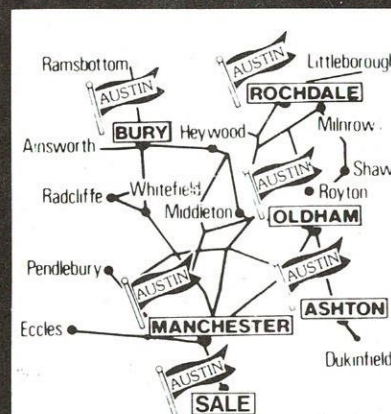 Ramsbottom
AUSTIN
Littleborough
AUSTIN
ROCHDALE
BURY
Heywood
Milnrow
Ainsworth
Shaw
AUSTIN
Royton
Radcliffe
Whitefield
Middleton
OLDHAM
Pendlebury
AUSTIN
AUSTIN
ASHTON
Eccles
MANCHESTER
Dukinfield
AUSTIN
SALE